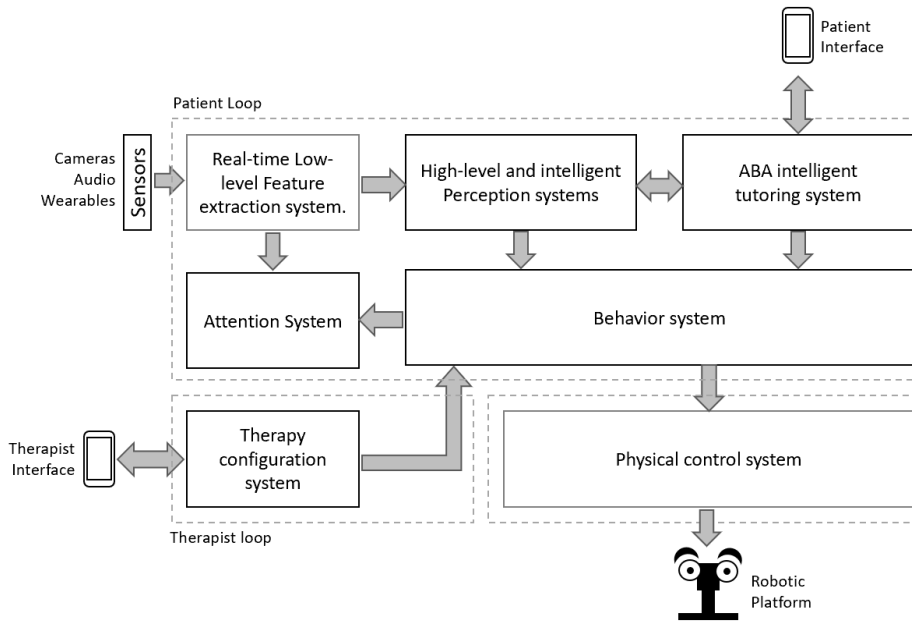 Patient
Interface
Patient Loop
Cameras
Audio
Wearables
Sensors
Real-time Low-
level Feature
extraction system.
High-level and intelligent
Perception systems
ABA intelligent
tutoring system
Attention System
Behavior system
Therapist
Interface
Therapy
configuration
system
Physical control system
Therapist loop
Robotic
Platform